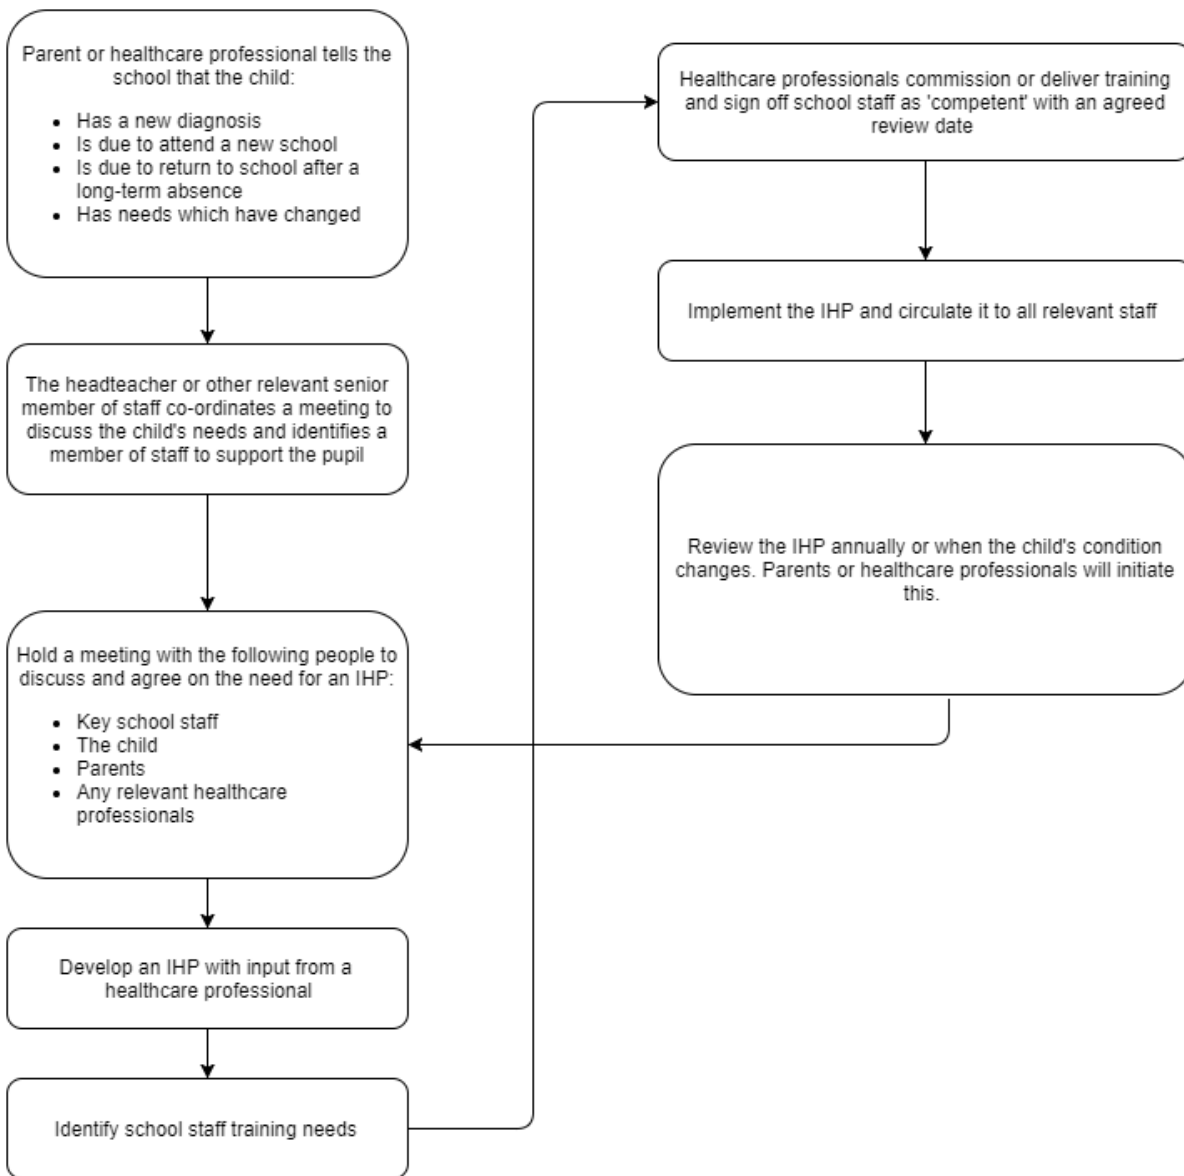 Parent or healthcare professional tells the
school that the child:
• Has a new diagnosis
• Is due to attend a new school
• Is due to return to school after a
long-term absence
• Has needs which have changed
The headteacher or other relevant senior
member of staff co-ordinates a meeting to
discuss the child's needs and identifies a
member of staff to support the pupil
Hold a meeting with the following people to
discuss and agree on the need for an IHP:
• Key school staff
• The child
• Parents
• Any relevant healthcare
professionals
Develop an IHP with input from a
healthcare professional
Identify school staff training needs
Healthcare professionals commission or deliver training
and sign off school staff as 'competent' with an agreed
review date
Implement the IHP and circulate it to all relevant staff
Review the IHP annually or when the child's condition
changes. Parents or healthcare professionals will initiate
this.